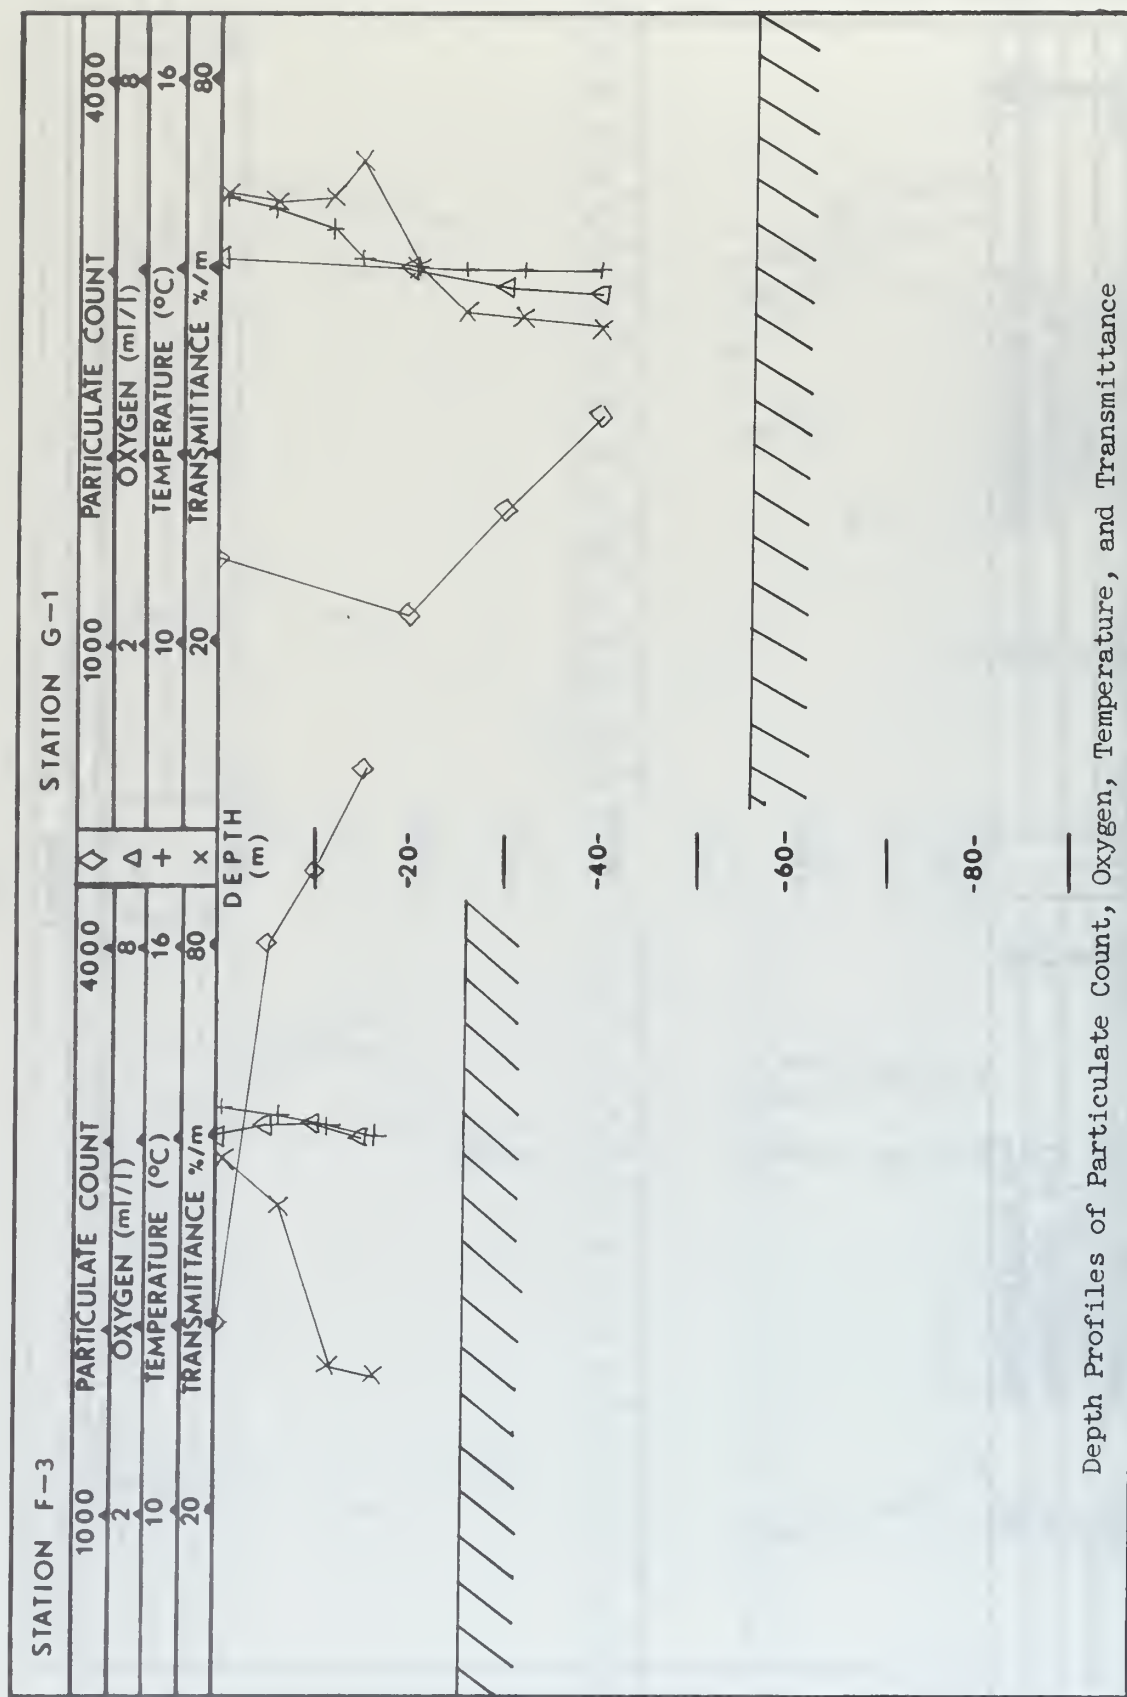 STATION F-3
STATION G-1
1000 PARTICULATE COUNT 4000 ◇ 1000 PARTICULATE COUNT 4000
2 OXYGEN (ml/l) 8 Δ 2 OXYGEN (ml/l) 8
10 TEMPERATURE (°C) 16 + 10 TEMPERATURE (°C) 16
20 TRANSMITTANCE %/m 80 x 20 TRANSMITTANCE %/m 80
DEPTH
(m)
-20-
-40-
-60-
-80-
Depth Profiles of Particulate Count, Oxygen, Temperature, and Transmittance